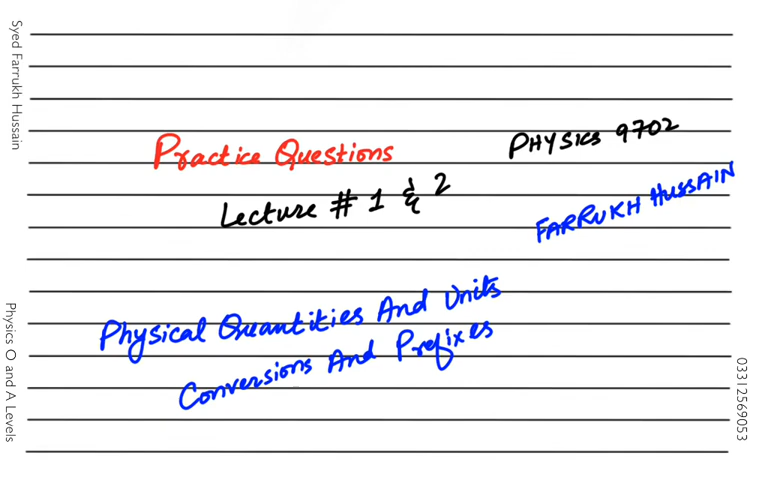 Syed Farrukh Hussain
Practice Questions
PHYSICS 9702
Lecture # 1 & 2
FARRUKH HUSSAIN
Physical Quantities And Units
Conversions And Prefixes
Physics O and A Levels
03312569053